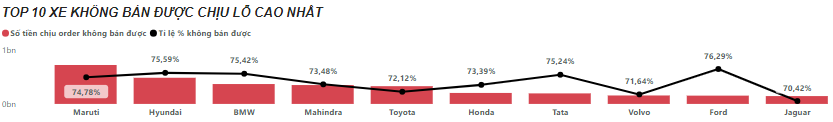 TOP 10 XE KHÔNG BÁN ĐƯỢC CHỊU LỖ CAO NHẤT
Số tiền chịu order không bán được Tỉ lệ % không bán được
1bn
75,59% 75,42% 73,48% 72,12% 73,39% 75,24% 71,64% 76,29% 70,42%
74,78%
0bn
Maruti Hyundai BMW Mahindra Toyota Honda Tata Volvo Ford Jaguar